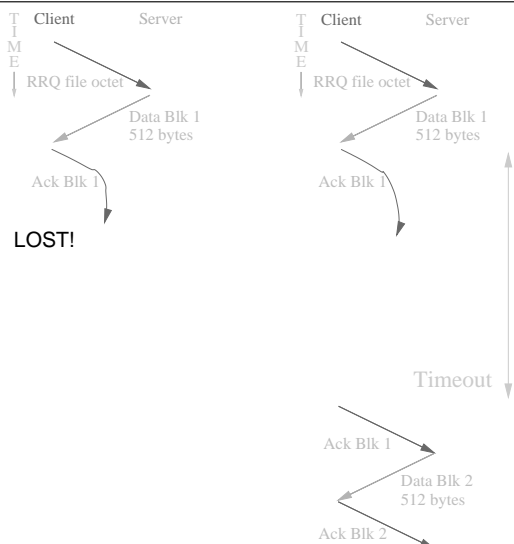 TIME
Client Server
RRQ file octet
Data Blk 1
512 bytes
Ack Blk 1
LOST!
TIME
Client Server
RRQ file octet
Data Blk 1
512 bytes
Ack Blk 1
Timeout
Ack Blk 1
Data Blk 2
512 bytes
Ack Blk 2